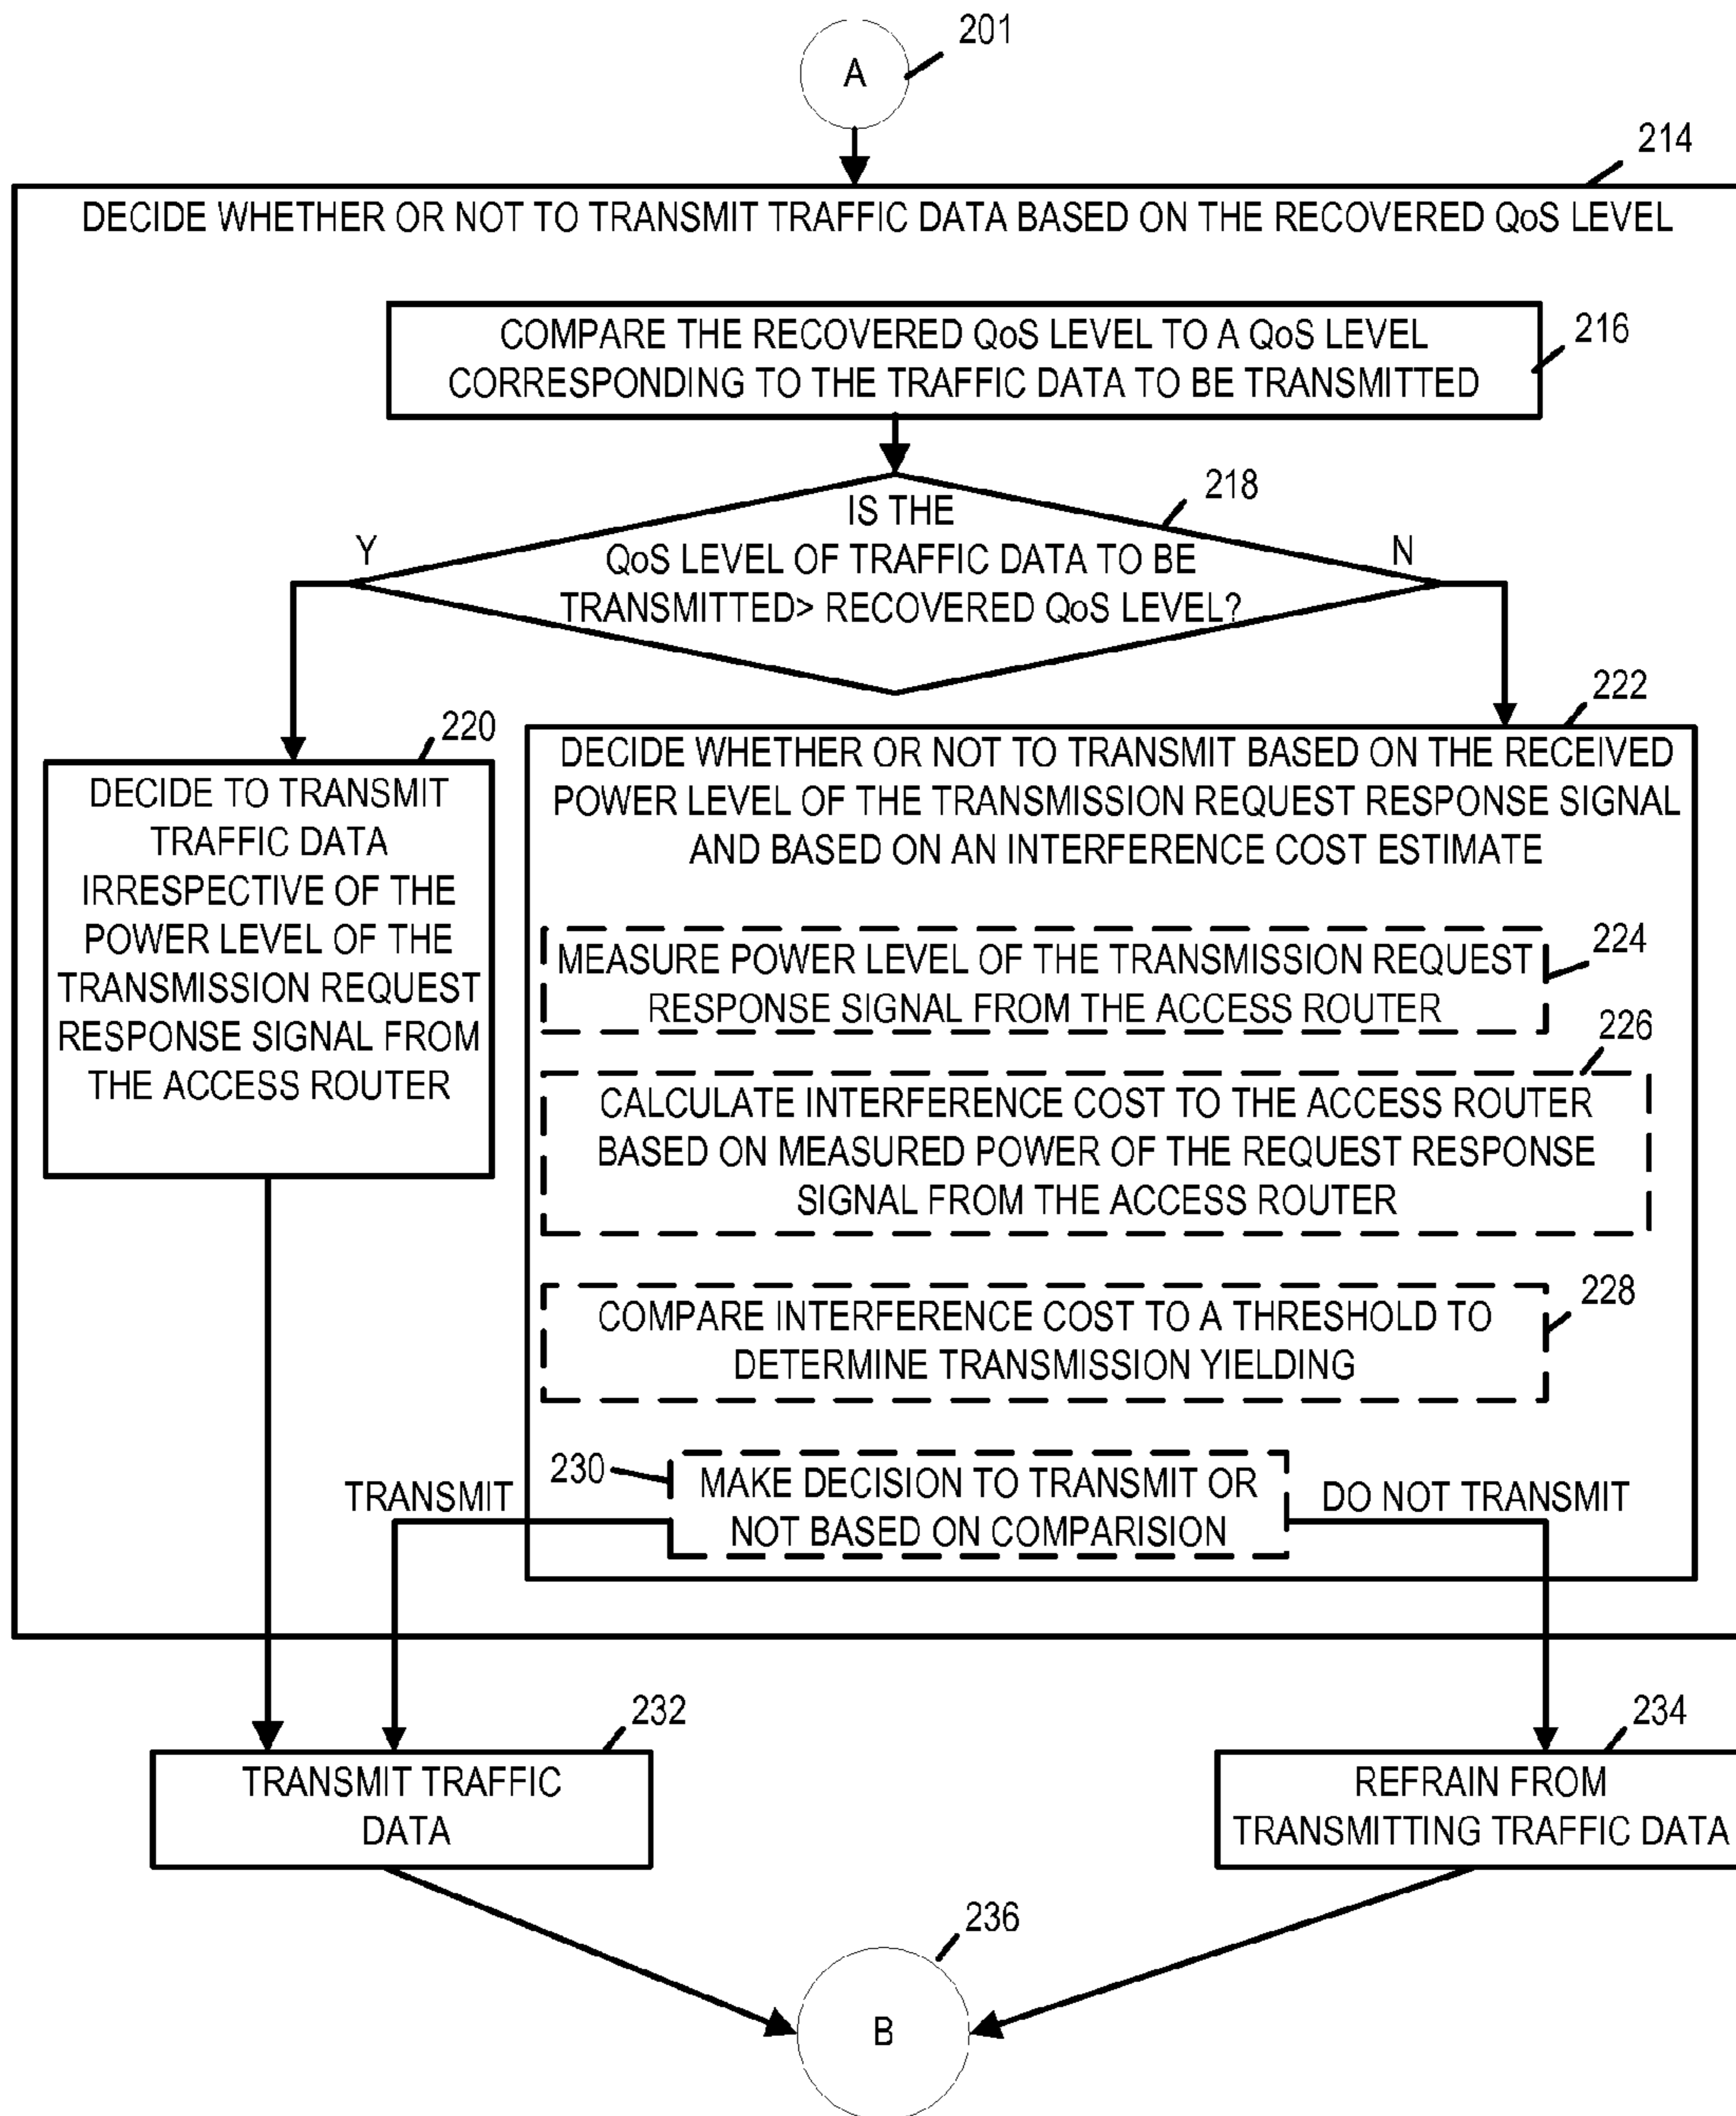 A
201
214
DECIDE WHETHER OR NOT TO TRANSMIT TRAFFIC DATA BASED ON THE RECOVERED QoS LEVEL
COMPARE THE RECOVERED QoS LEVEL TO A QoS LEVEL
CORRESPONDING TO THE TRAFFIC DATA TO BE TRANSMITTED
216
218
IS THE
QoS LEVEL OF TRAFFIC DATA TO BE
TRANSMITTED> RECOVERED QoS LEVEL?
Y
N
220
DECIDE TO TRANSMIT
TRAFFIC DATA
IRRESPECTIVE OF THE
POWER LEVEL OF THE
TRANSMISSION REQUEST
RESPONSE SIGNAL FROM
THE ACCESS ROUTER
222
DECIDE WHETHER OR NOT TO TRANSMIT BASED ON THE RECEIVED
POWER LEVEL OF THE TRANSMISSION REQUEST RESPONSE SIGNAL
AND BASED ON AN INTERFERENCE COST ESTIMATE
MEASURE POWER LEVEL OF THE TRANSMISSION REQUEST
RESPONSE SIGNAL FROM THE ACCESS ROUTER
224
226
CALCULATE INTERFERENCE COST TO THE ACCESS ROUTER
BASED ON MEASURED POWER OF THE REQUEST RESPONSE
SIGNAL FROM THE ACCESS ROUTER
COMPARE INTERFERENCE COST TO A THRESHOLD TO
DETERMINE TRANSMISSION YIELDING
228
230
MAKE DECISION TO TRANSMIT OR
NOT BASED ON COMPARISION
TRANSMIT
DO NOT TRANSMIT
232
TRANSMIT TRAFFIC
DATA
234
REFRAIN FROM
TRANSMITTING TRAFFIC DATA
236
B